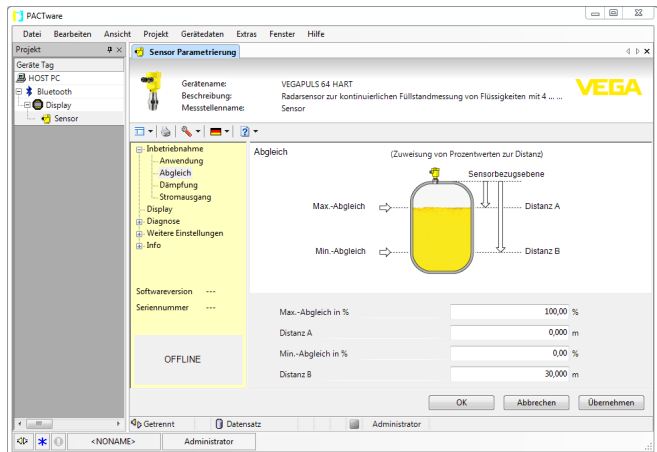 PACTware
Datei Bearbeiten Ansicht Projekt Gerätedaten Extras Fenster Hilfe
Projekt
Geräte Tag
HOST PC
Bluetooth
Display
Sensor
Sensor Parametrierung
Gerätename: VEGAPULS 64 HART
Beschreibung: Radarsensor zur kontinuierlichen Füllstandmessung von Flüssigkeiten mit 4 ... ...
Messstellenname: Sensor
VEGA
Inbetriebnahme
Anwendung
Abgleich
Dämpfung
Stromausgang
Display
Diagnose
Weitere Einstellungen
Info
Softwareversion ---
Seriennummer ---
OFFLINE
Abgleich
(Zuweisung von Prozentwerten zur Distanz)
Sensorbezugsebene
Max.-Abgleich
Distanz A
Min.-Abgleich
Distanz B
Max.-Abgleich in % 100,00 %
Distanz A 0,000 m
Min.-Abgleich in % 0,00 %
Distanz B 30,000 m
OK Abbrechen Übernehmen
Getrennt Datensatz Administrator
<NONAME> Administrator